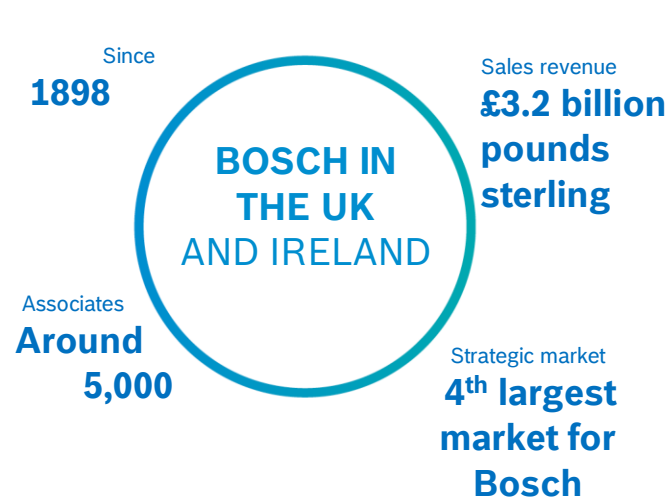 Since
1898
Sales revenue
£3.2 billion
pounds
sterling
BOSCH IN
THE UK
AND IRELAND
Associates
Around
5,000
Strategic market
4th largest
market for
Bosch